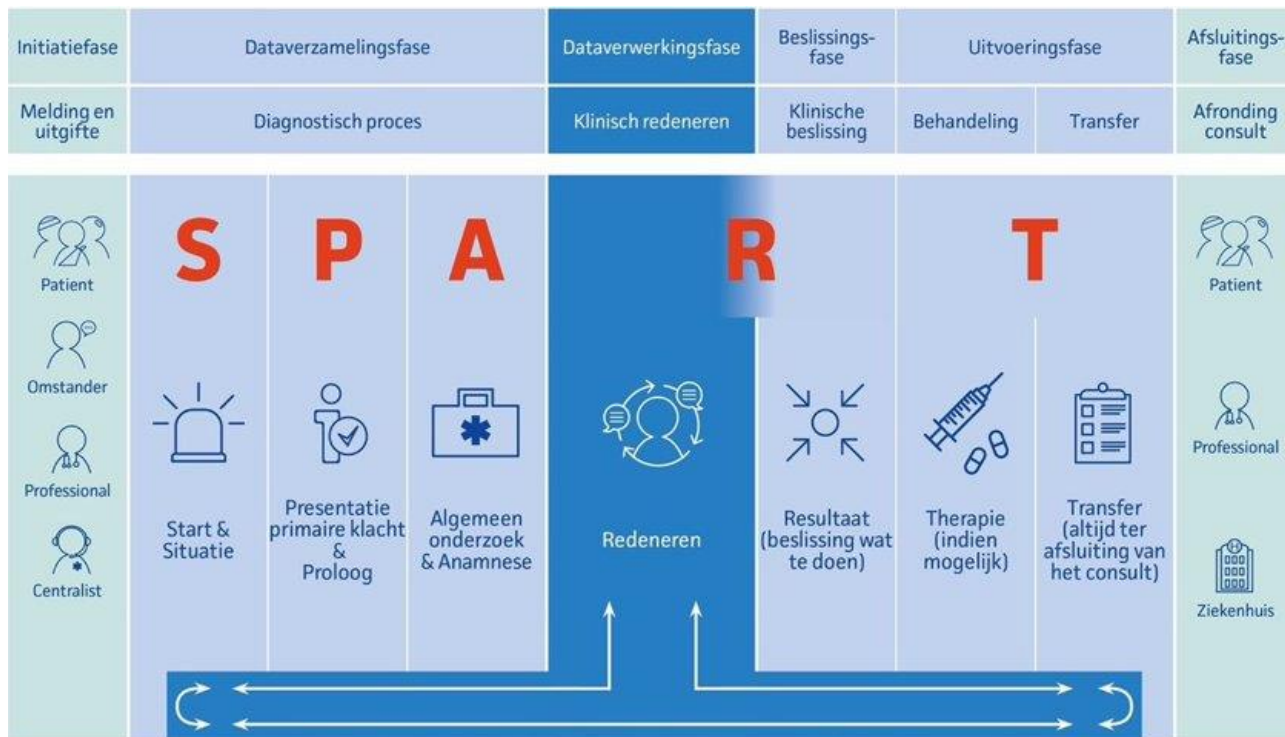 Initiatiefase
Dataverzamelingsfase
Dataverwerkingsfase
Beslissings-
fase
Uitvoeringsfase
Afsluitings-
fase
Melding en
uitgifte
Diagnostisch proces
Klinisch redeneren
Klinische
beslissing
Behandeling
Transfer
Afronding
consult
Patient
Omstander
Professional
Centralist
S
P
A
R
T
Start &
Situatie
Presentatie
primaire klacht
&
Proloog
Algemeen
onderzoek
& Anamnese
Redeneren
Resultaat
(beslissing wat
te doen)
Therapie
(indien
mogelijk)
Transfer
(altijd ter
afsluiting van
het consult)
Patient
Professional
H
Ziekenhuis